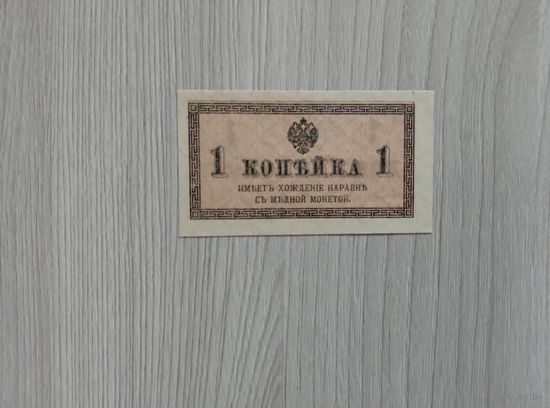 1 КОПѢЙКА 1
ИМѢЕТЪ ХОЖДЕНІЕ НАРАВНѢ
СЪ МѢДНОЙ МОНЕТОЙ.